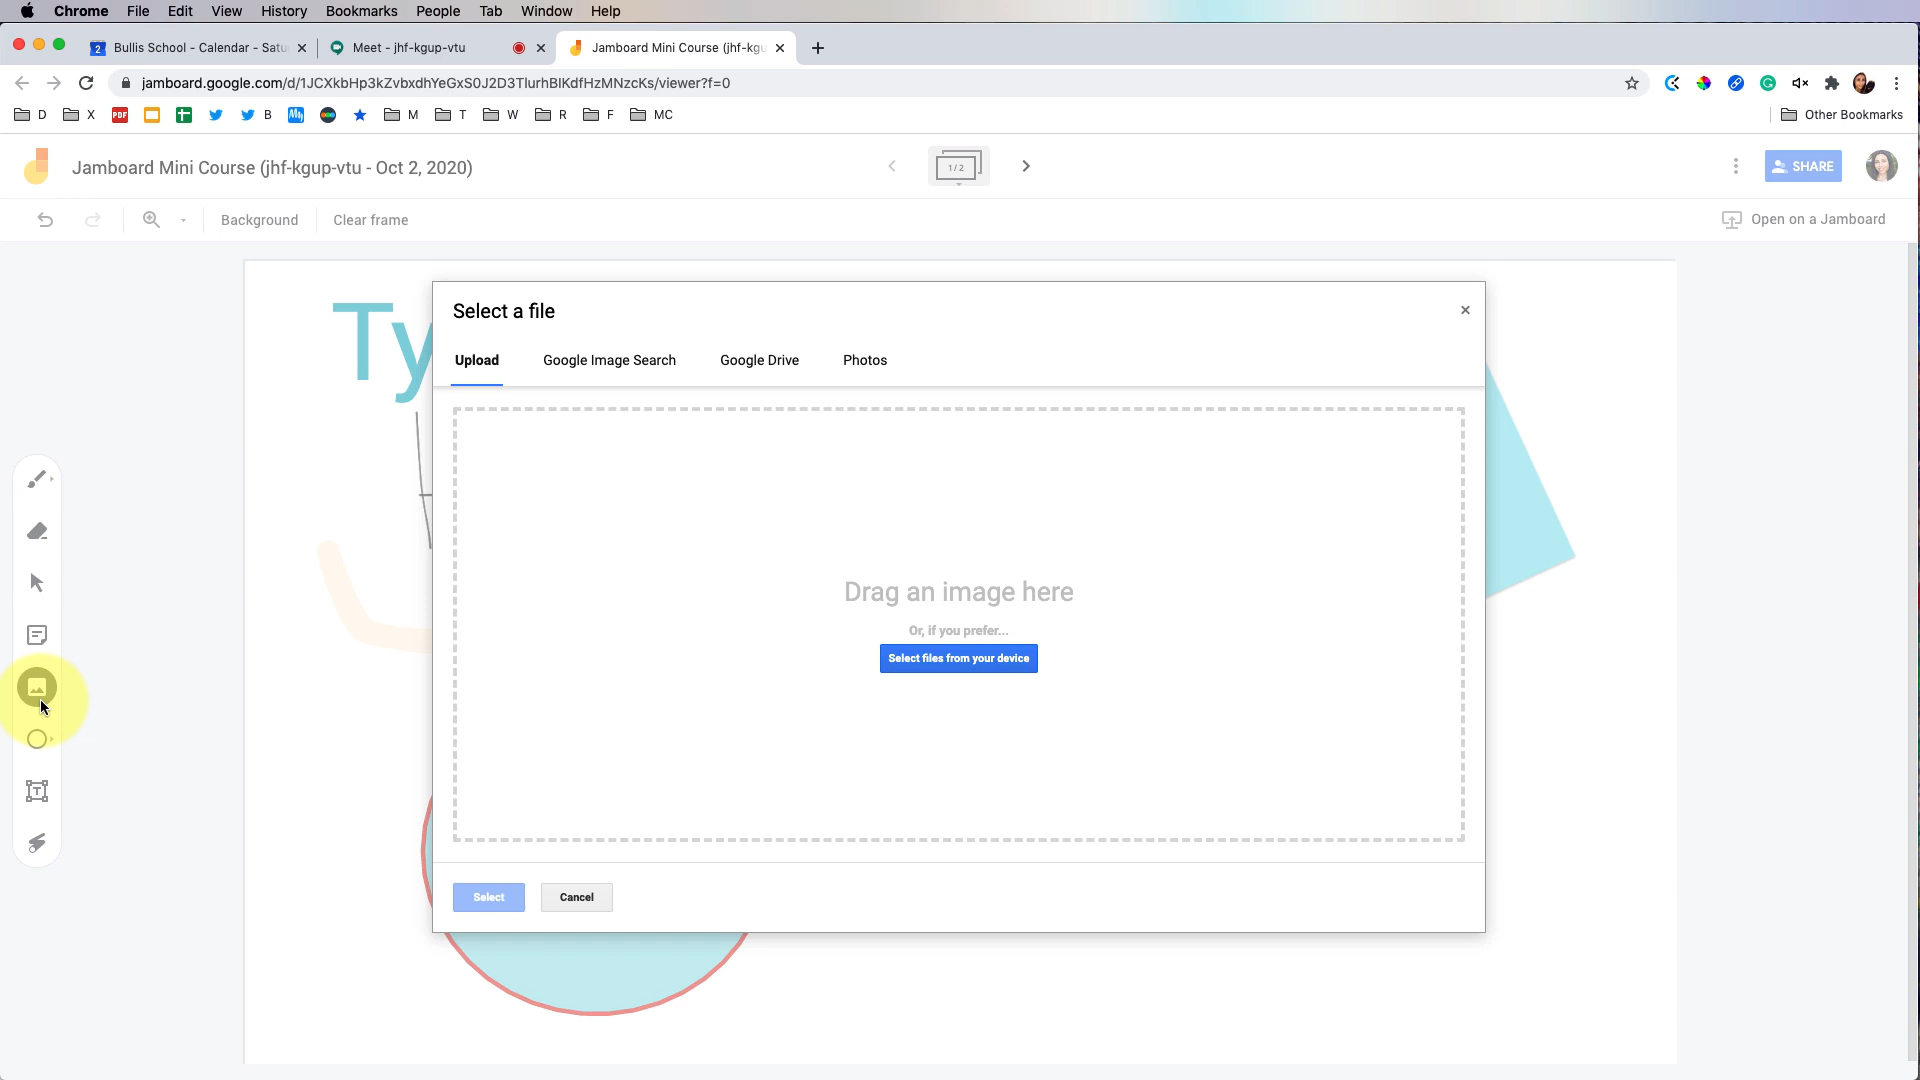 Chrome File Edit View History Bookmarks People Tab Window Help
2 Bullis School - Calendar - Satu Meet - jhf-kgup-vtu Jamboard Mini Course (jhf-kgu
jamboard.google.com/d/1JCXkbHp3kZvbxdhYeGxS0J2D3TlurhBlKdfHzMNzcKs/viewer?f=0
D X PDF B M T W R F MC Other Bookmarks
Jamboard Mini Course (jhf-kgup-vtu - Oct 2, 2020) 1 / 2 SHARE
Background Clear frame Open on a Jamboard
Ty
Select a file
Upload Google Image Search Google Drive Photos
Drag an image here
Or, if you prefer...
Select files from your device
Select Cancel